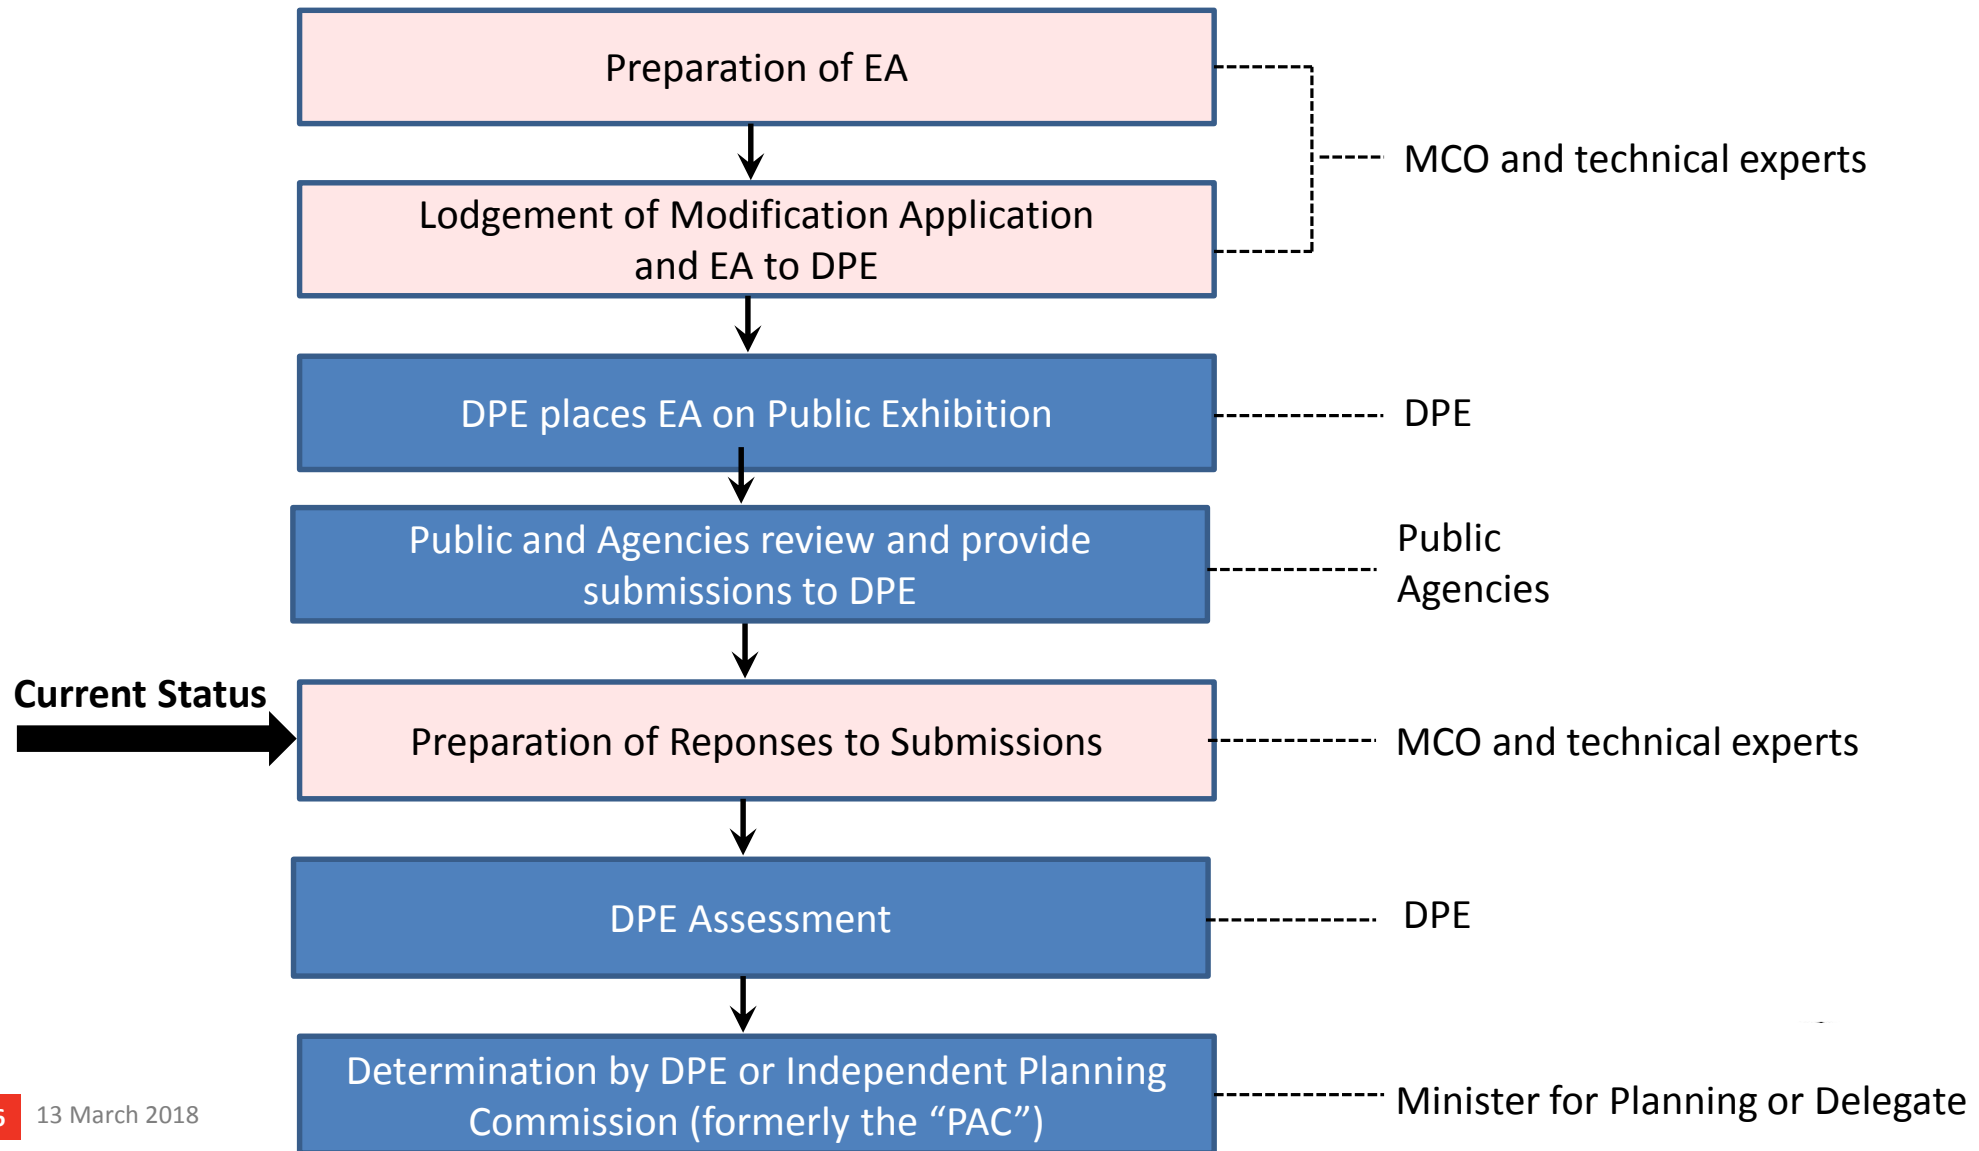 Preparation of EA
MCO and technical experts
Lodgement of Modification Application
and EA to DPE
DPE places EA on Public Exhibition
DPE
Public and Agencies review and provide
submissions to DPE
Public
Agencies
Current Status
Preparation of Reponses to Submissions
MCO and technical experts
DPE Assessment
DPE
Determination by DPE or Independent Planning
Commission (formerly the “PAC”)
Minister for Planning or Delegate
6
13 March 2018